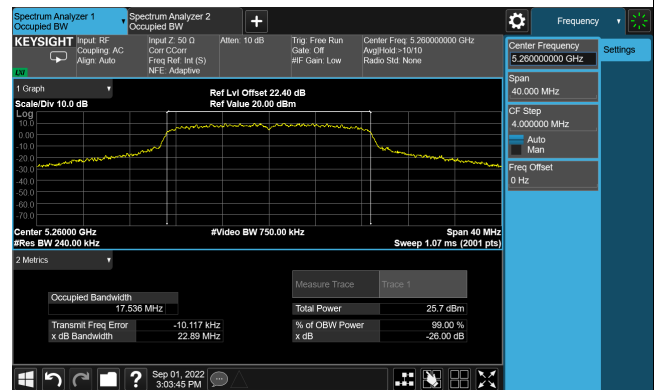 Spectrum Analyzer 1
Occupied BW
Spectrum Analyzer 2
Occupied BW
+
Frequency
KEYSIGHT
Input: RF
Coupling: AC
Align: Auto
Input Z: 50 Ω
Corr CCorr
Freq Ref: Int (S)
NFE: Adaptive
Atten: 10 dB
Trig: Free Run
Gate: Off
#IF Gain: Low
Center Freq: 5.260000000 GHz
Avg|Hold:>10/10
Radio Std: None
LXI
Center Frequency
5.260000000 GHz
Settings
Span
40.000 MHz
CF Step
4.000000 MHz
Auto
Man
Freq Offset
0 Hz
1 Graph
Scale/Div 10.0 dB
Ref Lvl Offset 22.40 dB
Ref Value 20.00 dBm
Log
10.0
0.00
-10.0
-20.0
-30.0
-40.0
-50.0
-60.0
-70.0
Center 5.26000 GHz
#Res BW 240.00 kHz
#Video BW 750.00 kHz
Span 40 MHz
Sweep 1.07 ms (2001 pts)
2 Metrics
Measure Trace
Trace 1
Occupied Bandwidth
17.536 MHz
Total Power
25.7 dBm
Transmit Freq Error
-10.117 kHz
% of OBW Power
99.00 %
x dB Bandwidth
22.89 MHz
x dB
-26.00 dB
?
Sep 01, 2022
3:03:45 PM